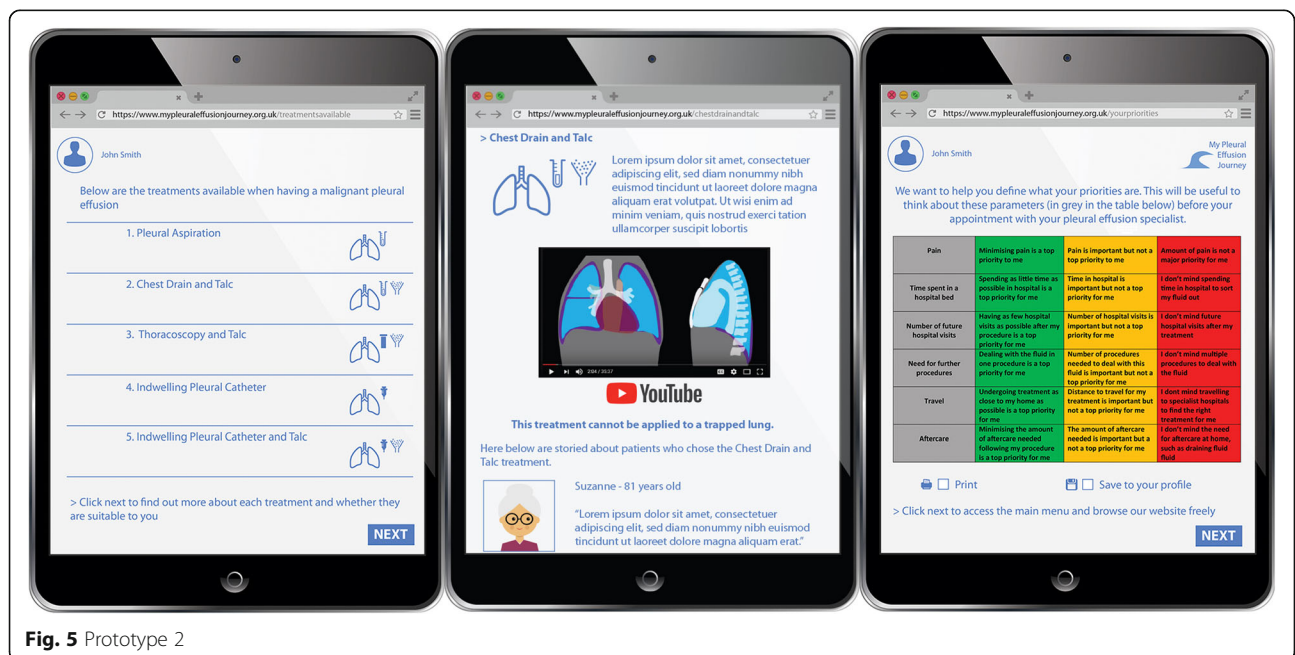 https://www.mypleuraleffusionjourney.org.uk/treatmentsavailable
John Smith
Below are the treatments available when having a malignant pleural
effusion
1. Pleural Aspiration
2. Chest Drain and Talc
3. Thoracoscopy and Talc
4. Indwelling Pleural Catheter
5. Indwelling Pleural Catheter and Talc
> Click next to find out more about each treatment and whether they
are suitable to you
NEXT
https://www.mypleuraleffusionjourney.org.uk/chestdrainandtalc
> Chest Drain and Talc
Lorem ipsum dolor sit amet, consectetuer
adipiscing elit, sed diam nonummy nibh
euismod tincidunt ut laoreet dolore magna
aliquam erat volutpat. Ut wisi enim ad
minim veniam, quis nostrud exerci tation
ullamcorper suscipit lobortis
YouTube
This treatment cannot be applied to a trapped lung.
Here below are storied about patients who chose the Chest Drain and
Talc treatment.
Suzanne - 81 years old
“Lorem ipsum dolor sit amet, consectetuer
adipiscing elit, sed diam nonummy nibh euismod
tincidunt ut laoreet dolore magna aliquam erat.”
https://www.mypleuraleffusionjourney.org.uk/yourpriorities
John Smith
My Pleural
Effusion
Journey
We want to help you define what your priorities are. This will be useful to
think about these parameters (in grey in the table below) before your
appointment with your pleural effusion specialist.
Pain
Minimising pain is a top
priority to me
Pain is important but not a
top priority to me
Amount of pain is not a
major priority for me
Time spent in a
hospital bed
Spending as little time as
possible in hospital is a
top priority for me
Time in hospital is
important but not a top
priority for me
I don't mind spending
time in hospital to sort
my fluid out
Number of future
hospital visits
Having as few hospital
visits as possible after my
procedure is a top
priority for me
Number of hospital visits is
important but not a top
priority for me
I don't mind future
hospital visits after my
treatment
Need for further
procedures
Dealing with the fluid in
one procedure is a top
priority for me
Number of procedures
needed to deal with this
fluid is important but not a
top priority for me
I don't mind multiple
procedures to deal with
the fluid
Travel
Undergoing treatment as
close to my home as
possible is a top priority
for me
Distance to travel for my
treatment is important but
not a top priority for me
I dont mind travelling
to specialist hospitals
to find the right
treatment for me
Aftercare
Minimising the amount
of aftercare needed
following my procedure
is a top priority for me
The amount of aftercare
needed is important but a
not a top priority for me
I don't mind the need
for aftercare at home,
such as draining fluid
fluid
Print
Save to your profile
> Click next to access the main menu and browse our website freely
NEXT
Fig. 5 Prototype 2